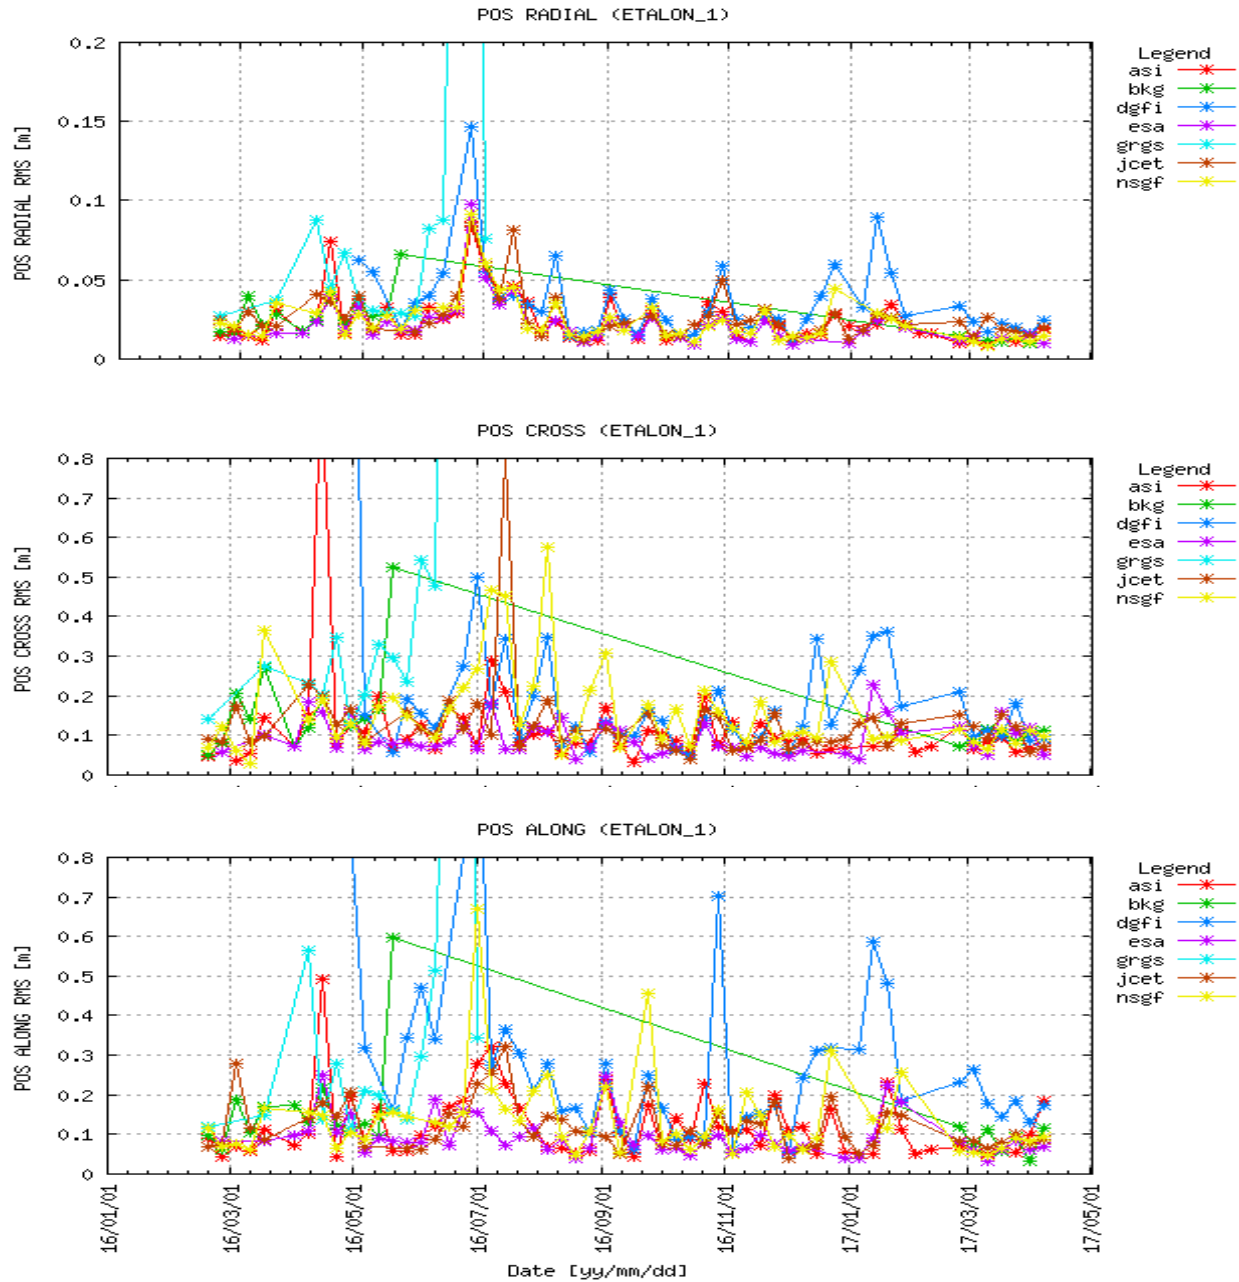 POS RADIAL (ETALON_1)
0.2
0.15
0.1
0.05
0
POS RADIAL RMS [m]
Legend
asi
bkg
dgfi
esa
grgs
jcet
nsgf
POS CROSS (ETALON_1)
0.8
0.7
0.6
0.5
0.4
0.3
0.2
0.1
0
POS CROSS RMS [m]
Legend
asi
bkg
dgfi
esa
grgs
jcet
nsgf
POS ALONG (ETALON_1)
0.8
0.7
0.6
0.5
0.4
0.3
0.2
0.1
0
POS ALONG RMS [m]
Legend
asi
bkg
dgfi
esa
grgs
jcet
nsgf
16/01/01
16/03/01
16/05/01
16/07/01
16/09/01
16/11/01
17/01/01
17/03/01
17/05/01
Date [yy/mm/dd]